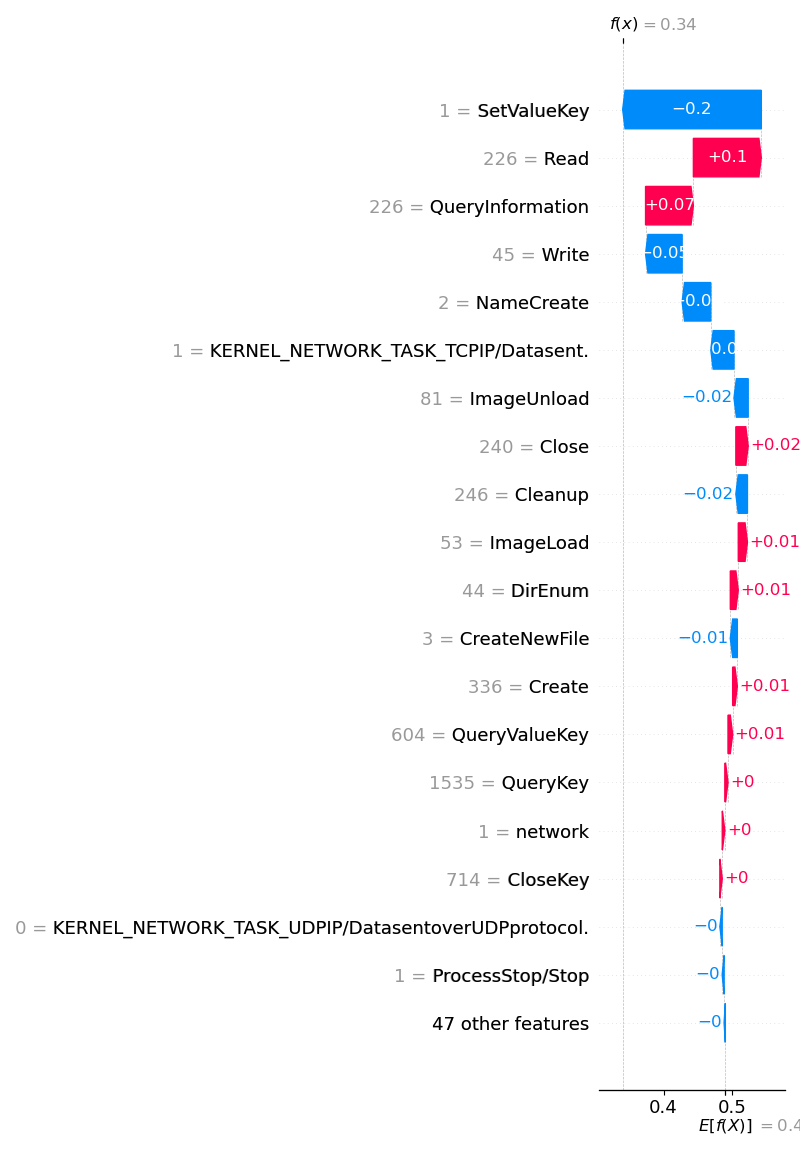 f(x) = 0.34
1 = SetValueKey −0.2
226 = Read +0.1
226 = QueryInformation +0.07
45 = Write −0.05
2 = NameCreate
1 = KERNEL_NETWORK_TASK_TCPIP/Datasent.
81 = ImageUnload −0.02
240 = Close +0.02
246 = Cleanup −0.02
53 = ImageLoad +0.01
44 = DirEnum +0.01
3 = CreateNewFile −0.01
336 = Create +0.01
604 = QueryValueKey +0.01
1535 = QueryKey +0
1 = network +0
714 = CloseKey +0
0 = KERNEL_NETWORK_TASK_UDPIP/DatasentoverUDPprotocol. −0
1 = ProcessStop/Stop −0
47 other features −0
0.4 0.5
E[f(X)] = 0.4